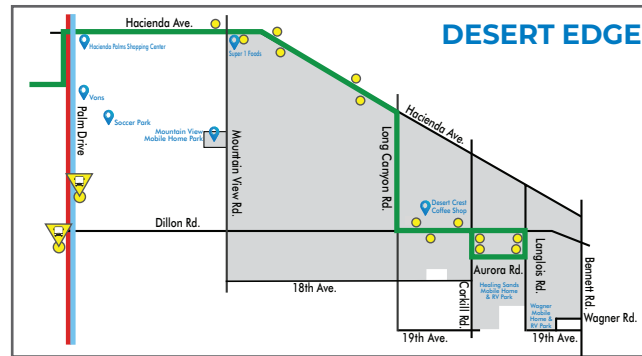 DESERT EDGE
Hacienda Ave.
Hacienda Palms Shopping Center
Super 1 Foods
Vons
Soccer Park
Mountain View
Mobile Home Park
Palm Drive
Mountain View Rd.
Long Canyon Rd.
Hacienda Ave.
Desert Crest
Coffee Shop
Dillon Rd.
Aurora Rd.
Langlois Rd.
Bennett Rd.
18th Ave.
Corkill Rd.
Healing Sands
Mobile Home
& RV Park
Wagner
Mobile
Home &
RV Park
Wagner Rd.
19th Ave.
19th Ave.